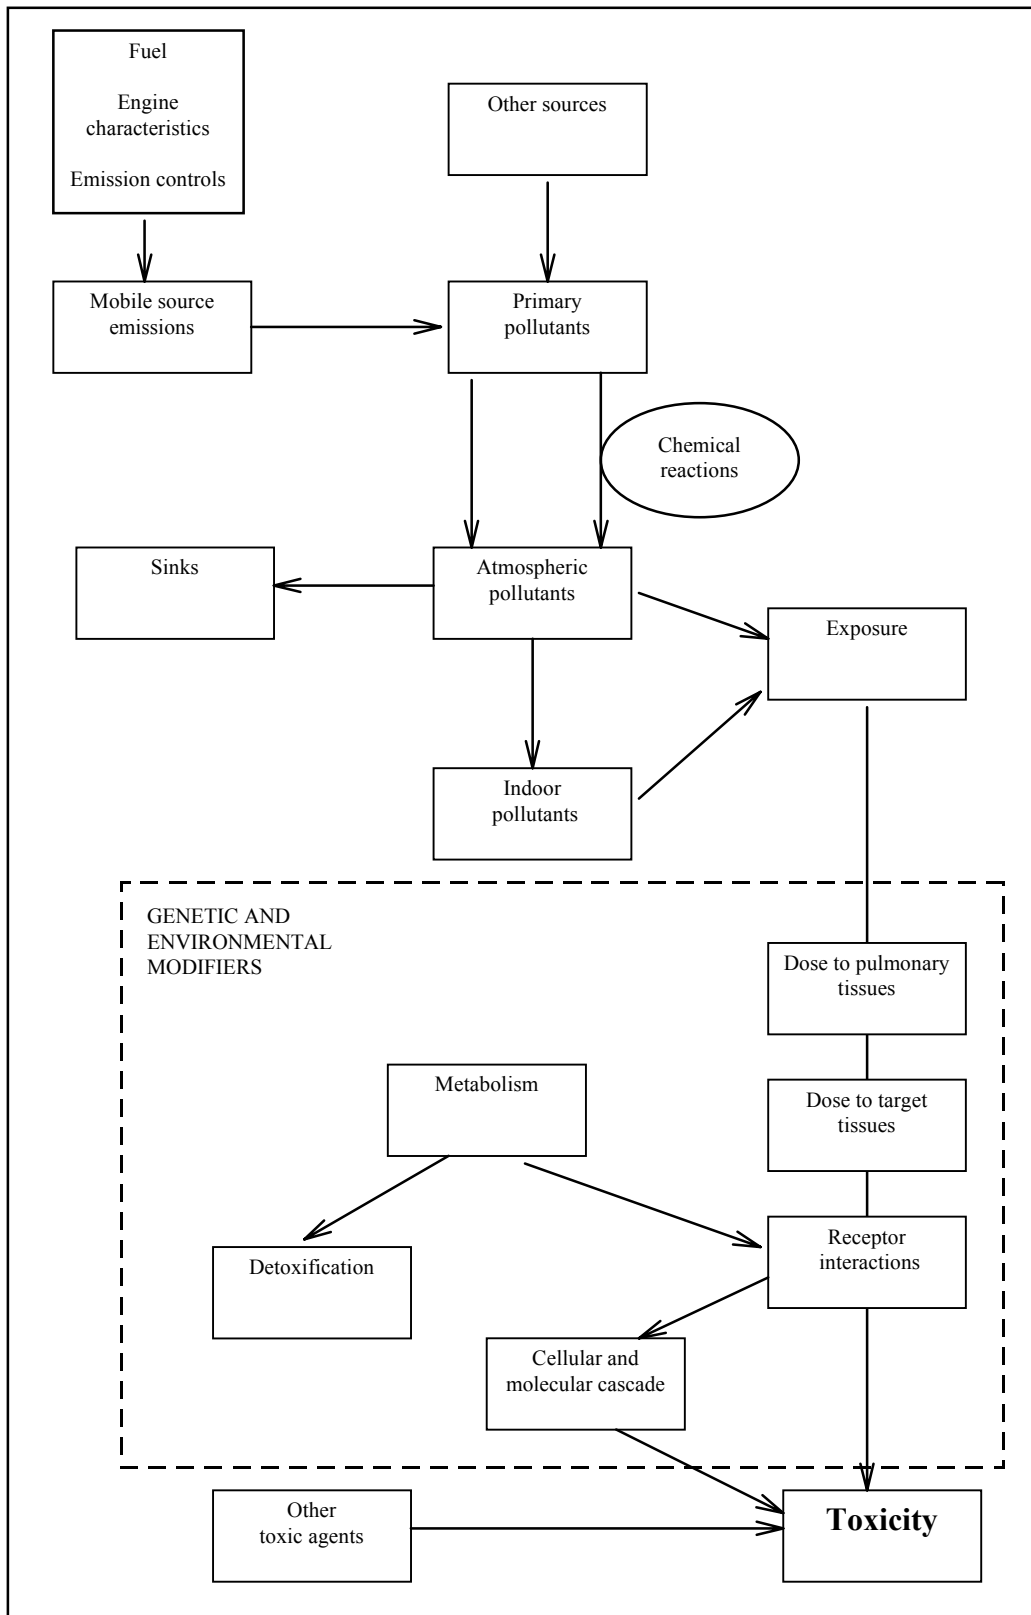 Fuel
Engine
characteristics
Emission controls
Other sources
Mobile source
emissions
Primary
pollutants
Chemical
reactions
Sinks
Atmospheric
pollutants
Exposure
Indoor
pollutants
GENETIC AND
ENVIRONMENTAL
MODIFIERS
Dose to pulmonary
tissues
Metabolism
Dose to target
tissues
Detoxification
Receptor
interactions
Cellular and
molecular cascade
Other
toxic agents
Toxicity